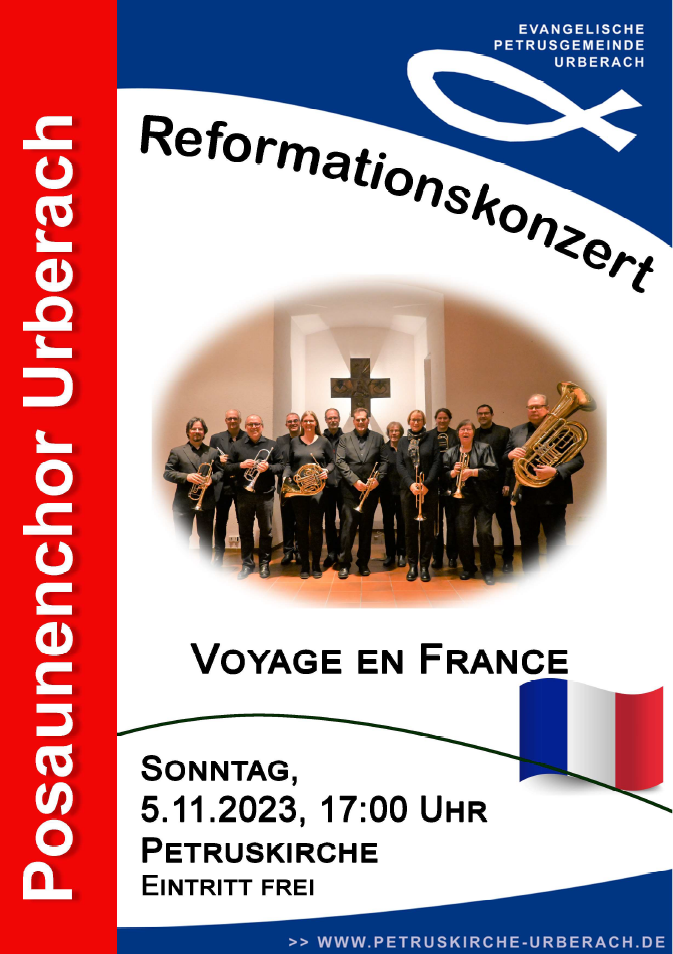 EVANGELISCHE
PETRUSGEMEINDE
URBERACH
Posaunenchor Urberach
Reformationskonzert
VOYAGE EN FRANCE
SONNTAG,
5.11.2023, 17:00 UHR
PETRUSKIRCHE
EINTRITT FREI
>> WWW.PETRUSKIRCHE-URBERACH.DE